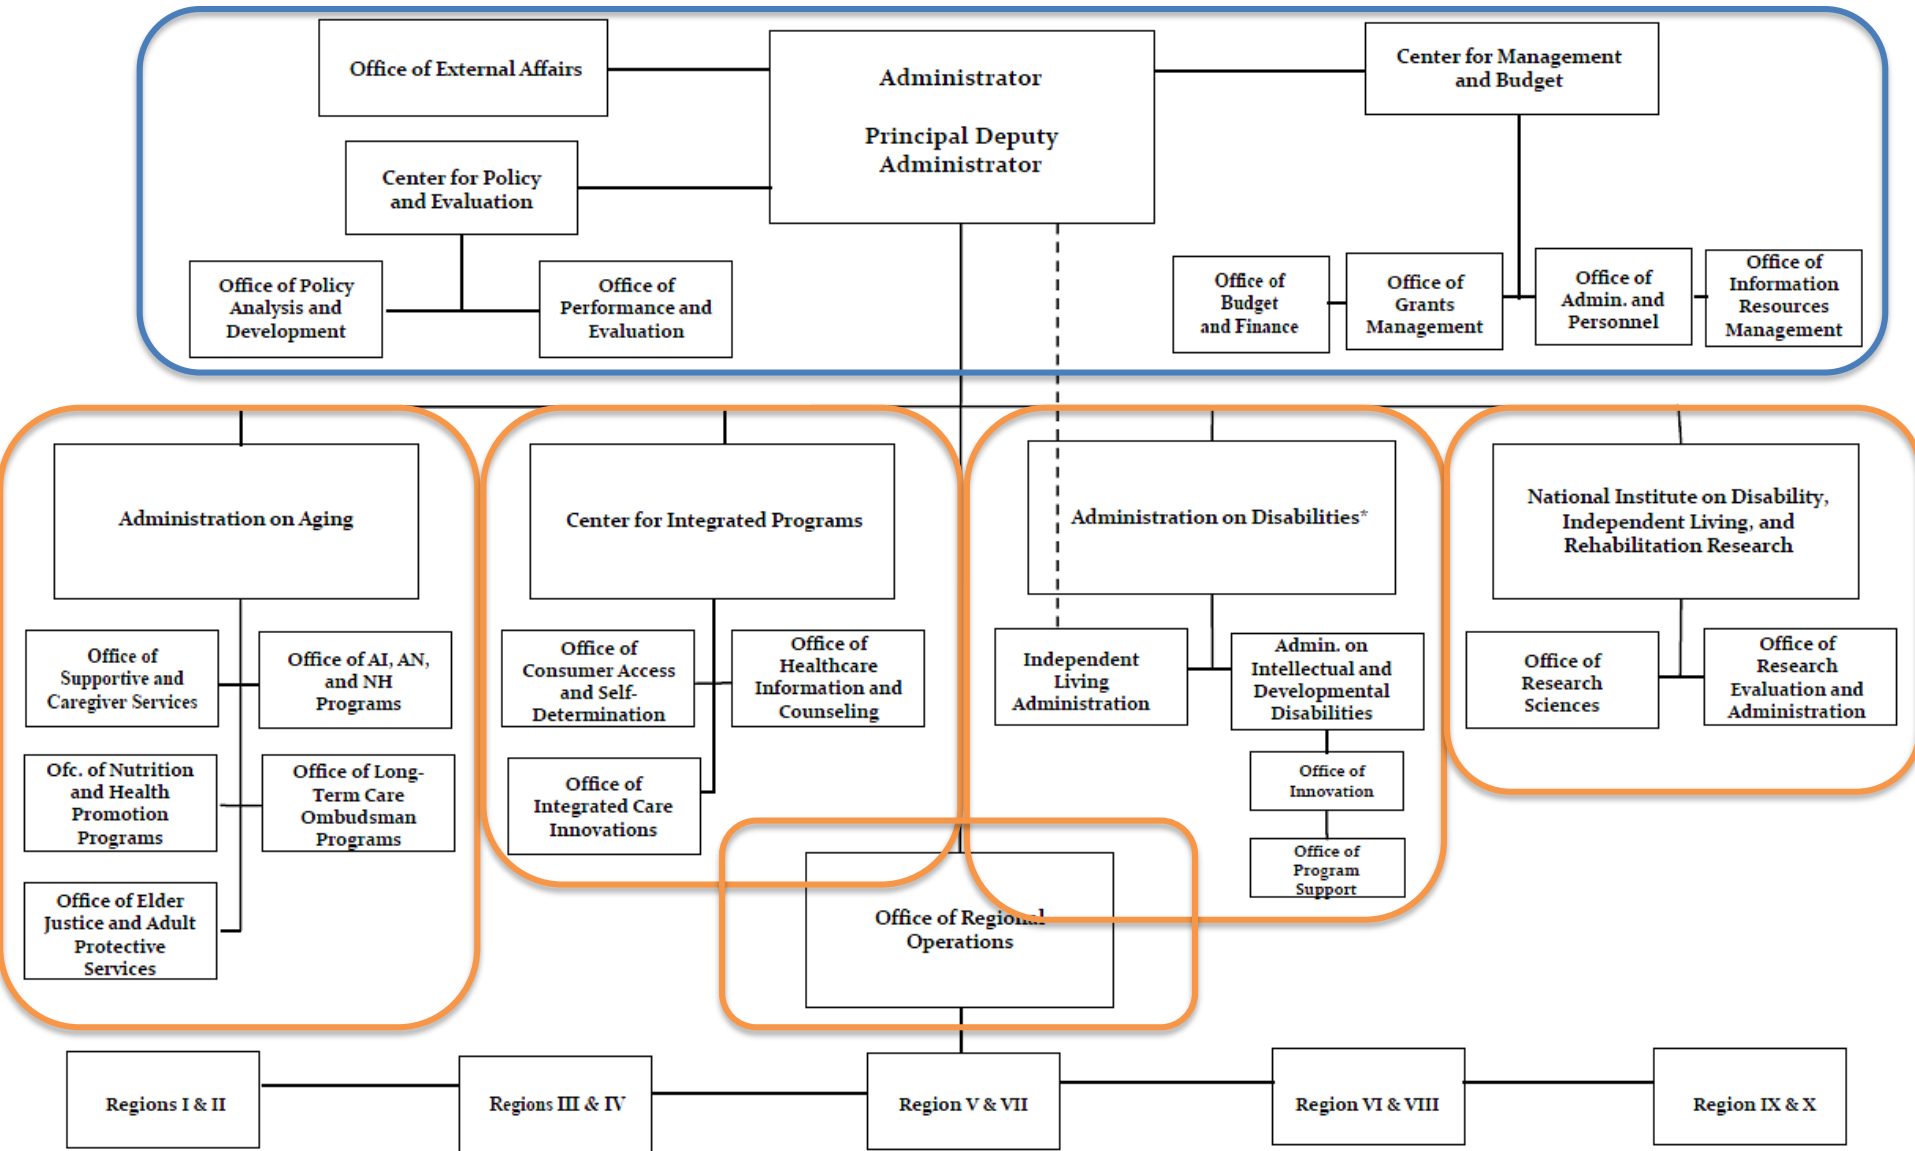 Office of External Affairs
Administrator
Principal Deputy
Administrator
Center for Management
and Budget
Center for Policy
and Evaluation
Office of Policy
Analysis and
Development
Office of
Performance and
Evaluation
Office of
Budget
and Finance
Office of
Grants
Management
Office of
Admin. and
Personnel
Office of
Information
Resources
Management
Administration on Aging
Center for Integrated Programs
Administration on Disabilities*
National Institute on Disability,
Independent Living, and
Rehabilitation Research
Office of
Supportive and
Caregiver Services
Office of AI, AN,
and NH
Programs
Office of
Consumer Access
and Self-
Determination
Office of
Healthcare
Information and
Counseling
Independent
Living
Administration
Admin. on
Intellectual and
Developmental
Disabilities
Office of
Research
Sciences
Office of
Research
Evaluation and
Administration
Ofc. of Nutrition
and Health
Promotion
Programs
Office of Long-
Term Care
Ombudsman
Programs
Office of
Integrated Care
Innovations
Office of
Innovation
Office of
Program
Support
Office of Elder
Justice and Adult
Protective
Services
Office of Regional
Operations
Regions I & II
Regions III & IV
Region V & VII
Region VI & VIII
Region IX & X